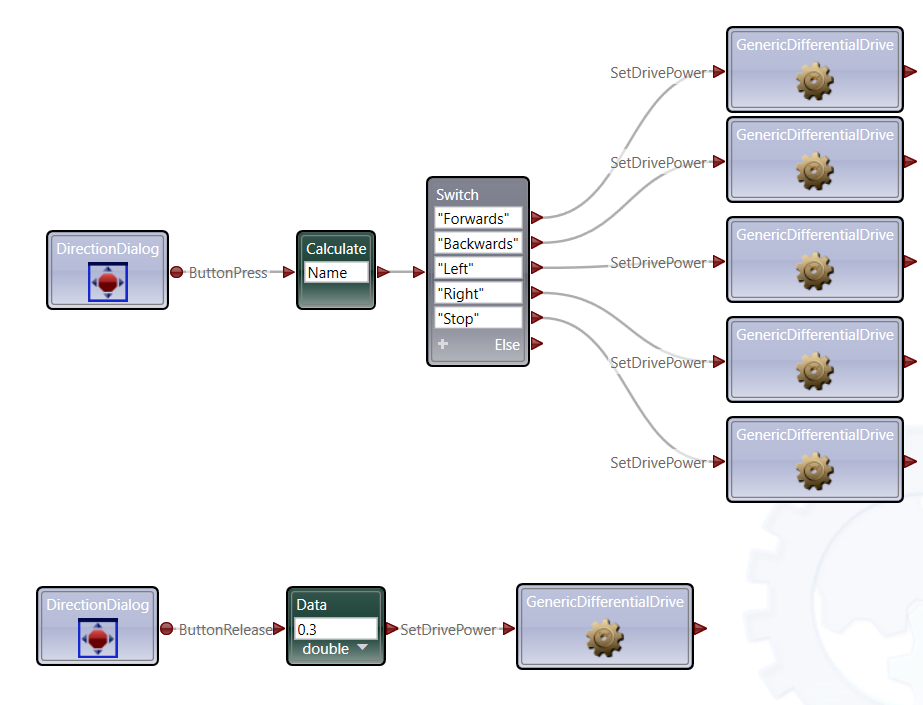 GenericDifferentialDrive
SetDrivePower
GenericDifferentialDrive
SetDrivePower
Switch
"Forwards"
"Backwards"
"Left"
"Right"
"Stop"
+ Else
DirectionDialog
ButtonPress
Calculate
Name
GenericDifferentialDrive
SetDrivePower
GenericDifferentialDrive
SetDrivePower
GenericDifferentialDrive
SetDrivePower
DirectionDialog
ButtonRelease
Data
0.3
double
SetDrivePower
GenericDifferentialDrive